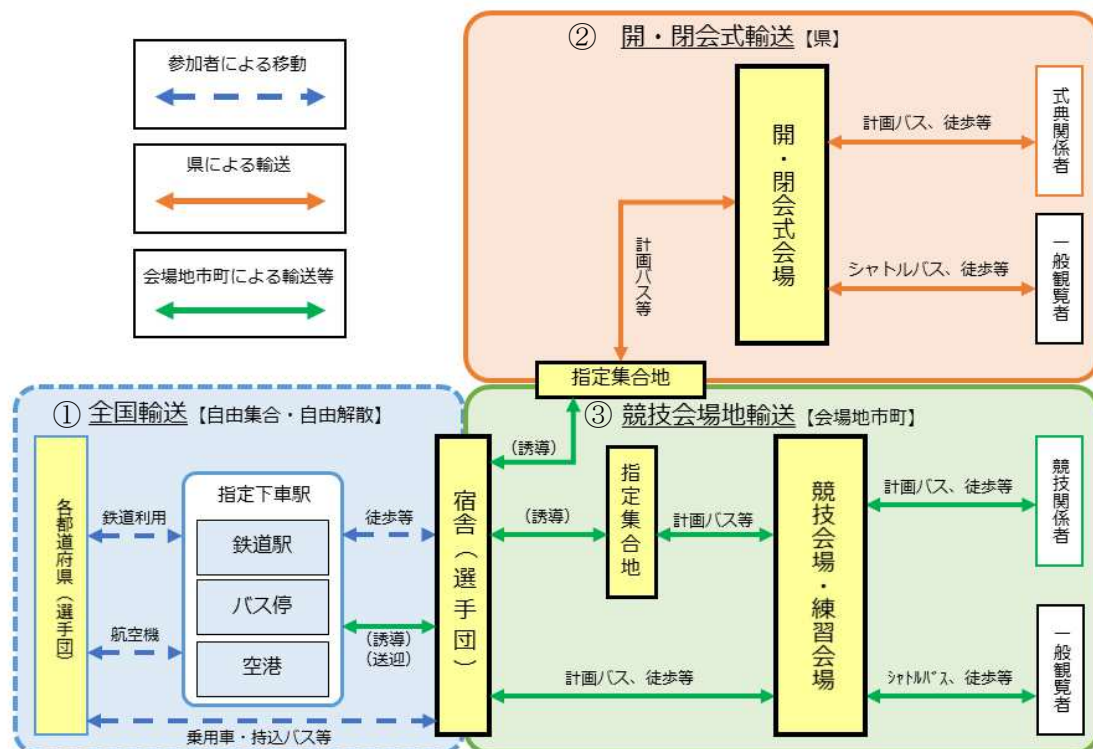 参加者による移動
県による輸送
会場地市町による輸送等
② 開・閉会式輸送【県】
開・閉会式会場
計画バス、徒歩等
式典関係者
シャトルバス、徒歩等
一般観覧者
計画バス等
指定集合地
① 全国輸送【自由集合・自由解散】
各都道府県（選手団）
鉄道利用
航空機
指定下車駅
鉄道駅
バス停
空港
徒歩等
（誘導）
（送迎）
乗用車・持込バス等
宿舎（選手団）
③ 競技会場地輸送【会場地市町】
（誘導）
（誘導）
指定集合地
計画バス等
計画バス、徒歩等
競技会場・練習会場
計画バス、徒歩等
競技関係者
ｼｬﾄﾙﾊﾞｽ、徒歩等
一般観覧者